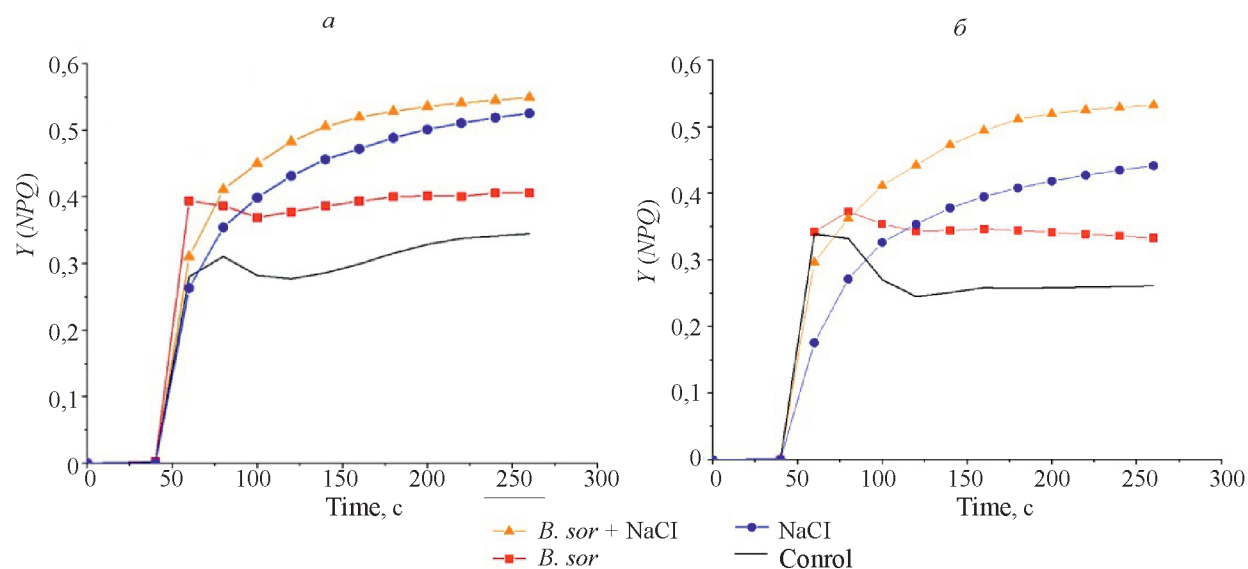 а
б
Y (NPQ)
0,6
0,5
0,4
0,3
0,2
0,1
0
0 50 100 150 200 250 300
Time, c
Y (NPQ)
0,6
0,5
0,4
0,3
0,2
0,1
0
0 50 100 150 200 250 300
Time, c
B. sor + NaCI
NaCI
B. sor
Conrol